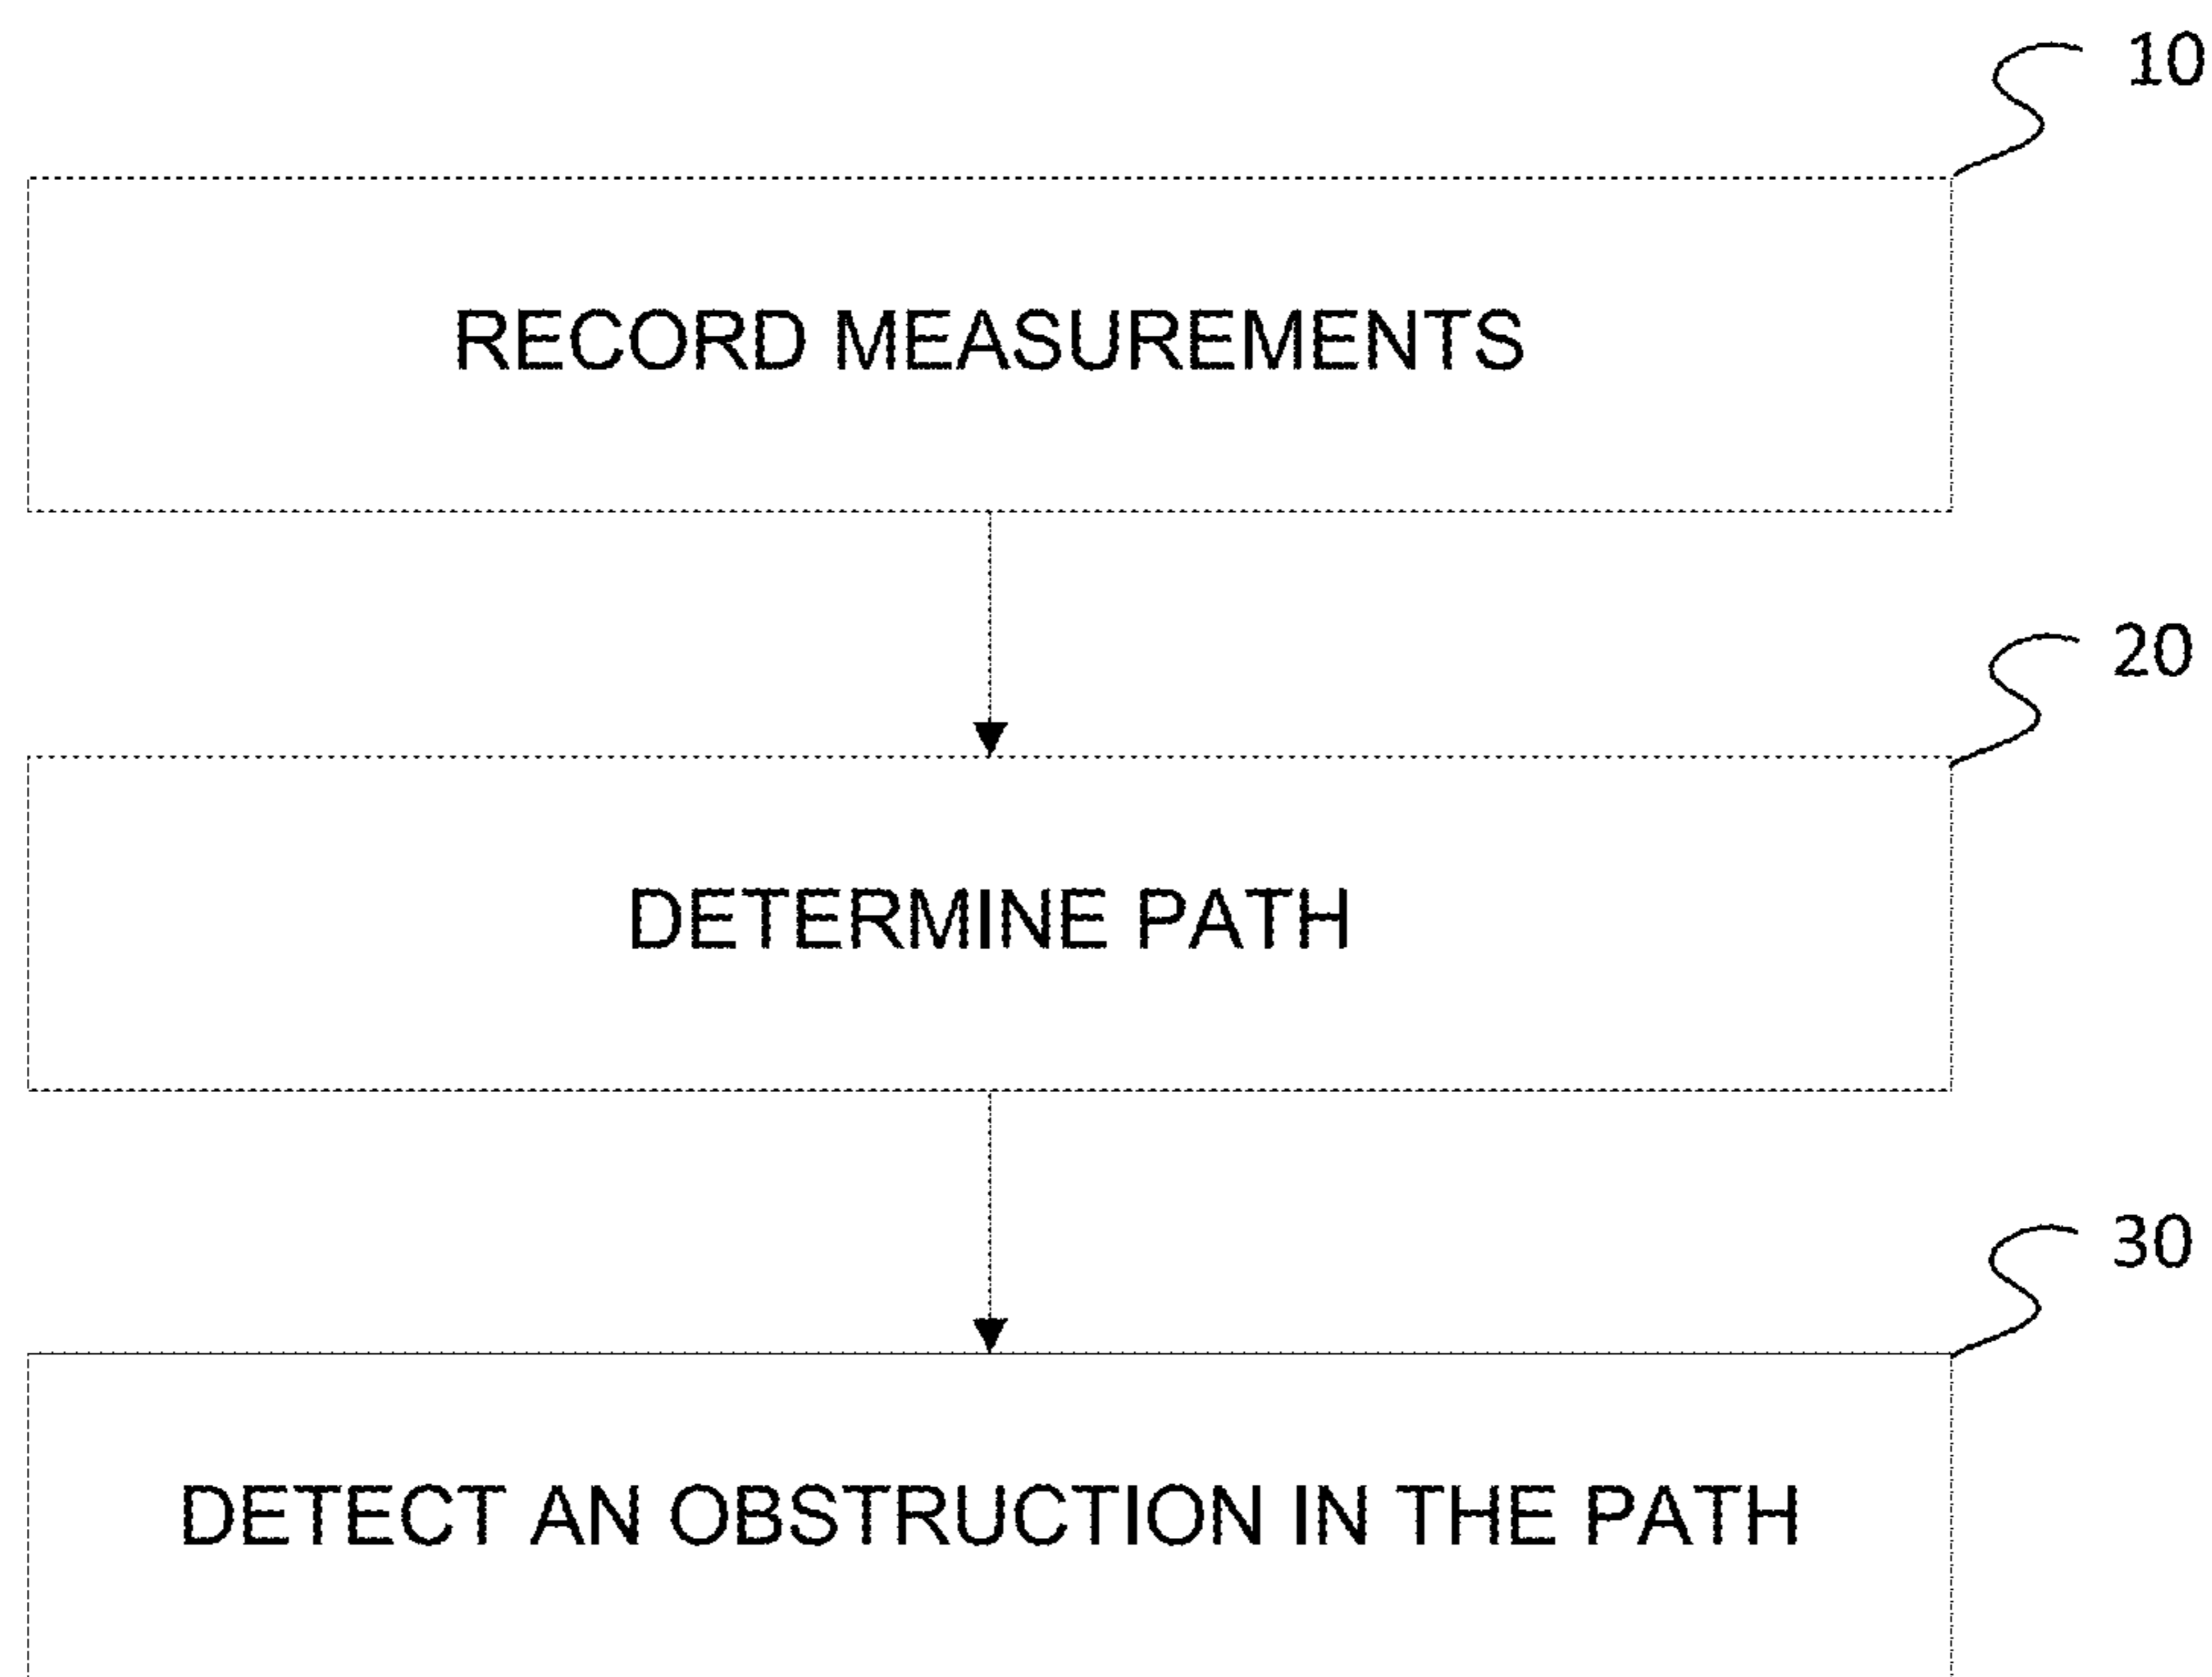 10
RECORD MEASUREMENTS
20
DETERMINE PATH
30
DETECT AN OBSTRUCTION IN THE PATH